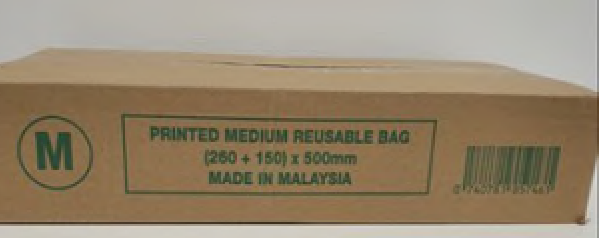 M
PRINTED MEDIUM REUSABLE BAG
(260 + 150) x 500mm
MADE IN MALAYSIA